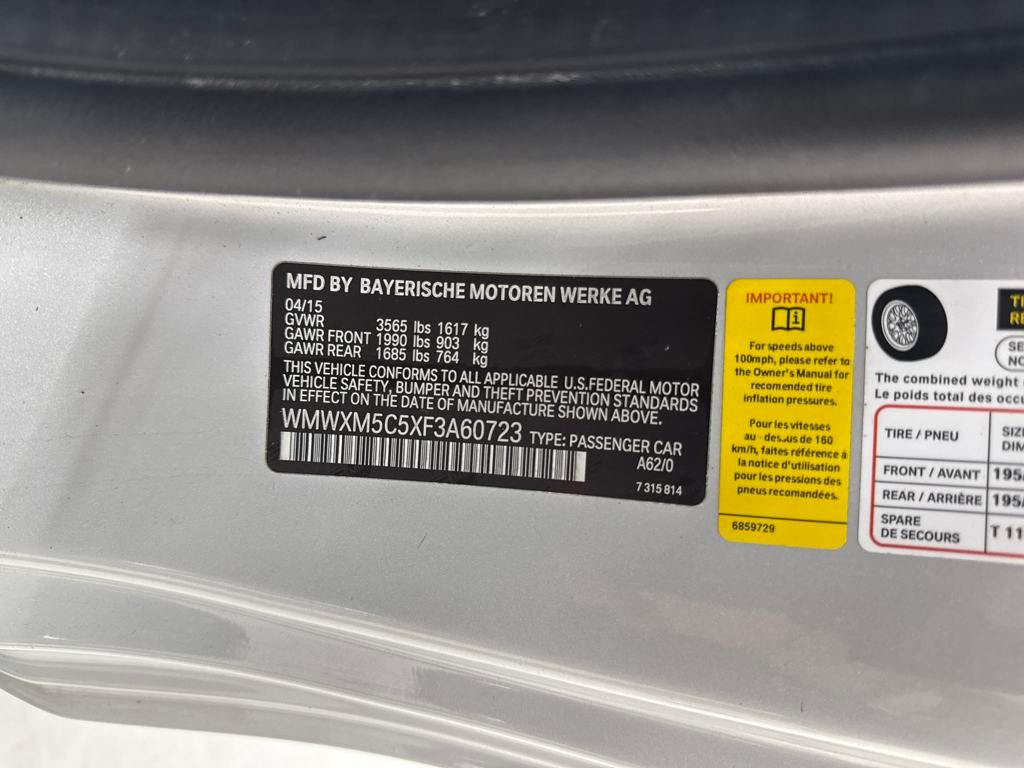 MFD BY BAYERISCHE MOTOREN WERKE AG
04/15
GVWR 3565 lbs 1617 kg
GAWR FRONT 1990 lbs 903 kg
GAWR REAR 1685 lbs 764 kg
THIS VEHICLE CONFORMS TO ALL APPLICABLE U.S.FEDERAL MOTOR
VEHICLE SAFETY, BUMPER AND THEFT PREVENTION STANDARDS
IN EFFECT ON THE DATE OF MANUFACTURE SHOWN ABOVE.
WMWXM5C5XF3A60723 TYPE: PASSENGER CAR
A62/0
7 315 814
IMPORTANT!
For speeds above
100mph, please refer to
the Owner's Manual for
recomended tire
inflation pressures.
Pour les vitesses
au - dessus de 160
km/h, faites référence à
la notice d'utilisation
pour les pressions des
pneus recomandées.
6859729
The combined weight
Le poids total des
TIRE / PNEU
FRONT / AVANT 195
REAR / ARRIÈRE 195
SPARE
DE SECOURS T 11